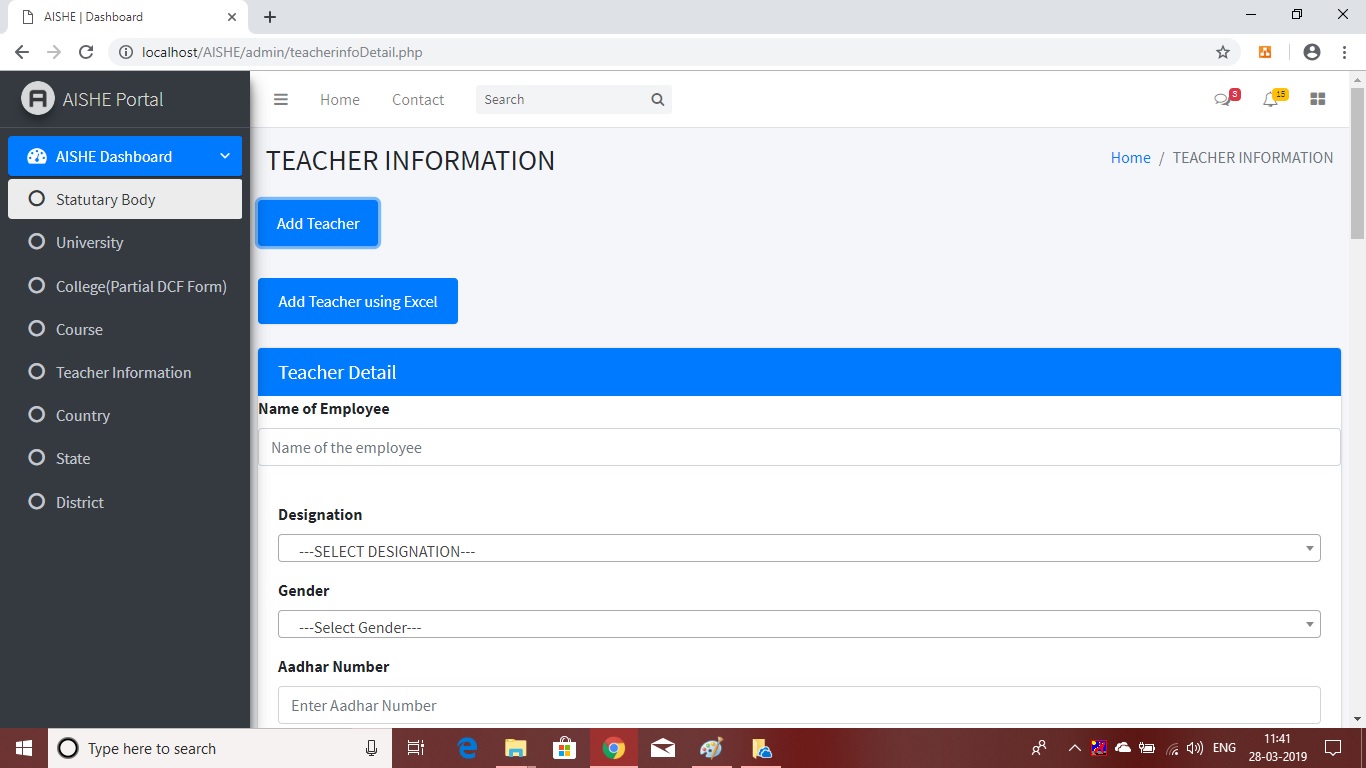 AISHE | Dashboard
localhost/AISHE/admin/teacherinfoDetail.php
AISHE Portal
Home
Contact
Search
3
15
AISHE Dashboard
Statutary Body
University
College(Partial DCF Form)
Course
Teacher Information
Country
State
District
TEACHER INFORMATION
Home / TEACHER INFORMATION
Add Teacher
Add Teacher using Excel
Teacher Detail
Name of Employee
Name of the employee
Designation
---SELECT DESIGNATION---
Gender
---Select Gender---
Aadhar Number
Enter Aadhar Number
Type here to search
ENG
11:41
28-03-2019